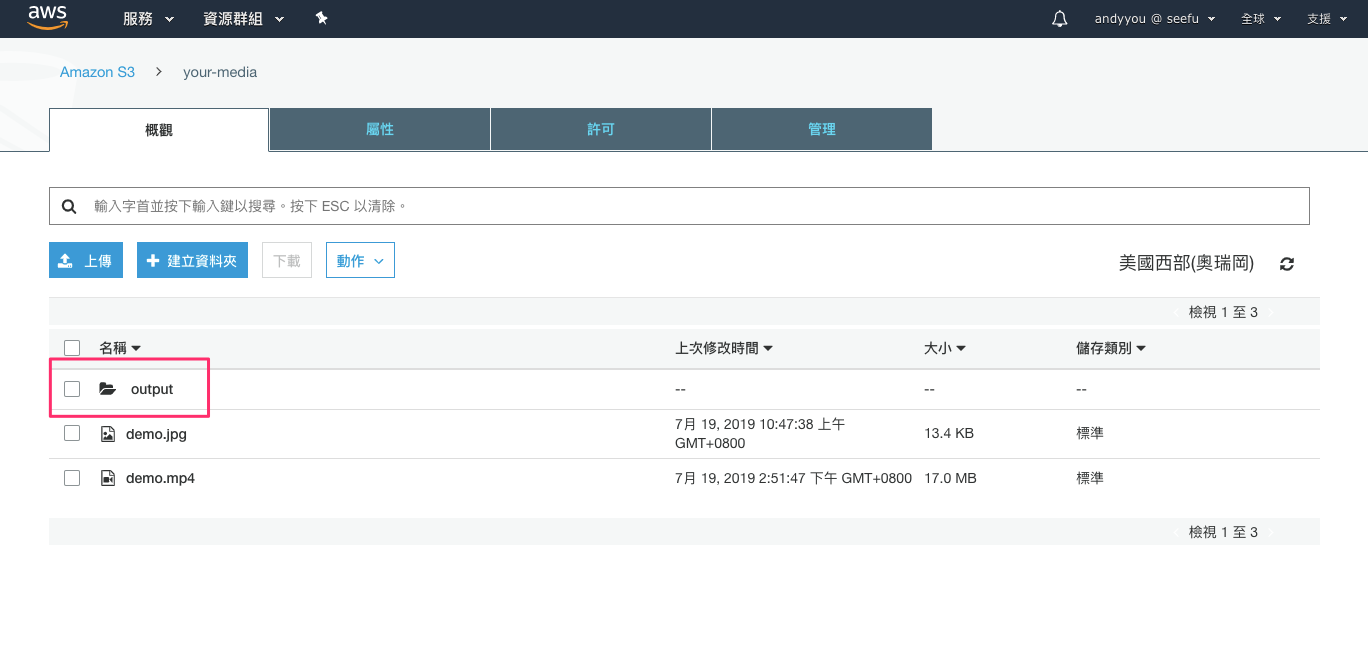 aws 服務 資源群組 andyyou @ seefu 全球 支援
Amazon S3 your-media
概觀 屬性 許可 管理
輸入字首並按下輸入鍵以搜尋。按下 ESC 以清除。
上傳 建立資料夾 下載 動作 美國西部(奧瑞岡)
檢視 1 至 3
名稱 上次修改時間 大小 儲存類別
output -- -- --
demo.jpg 7月 19, 2019 10:47:38 上午 GMT+0800 13.4 KB 標準
demo.mp4 7月 19, 2019 2:51:47 下午 GMT+0800 17.0 MB 標準
檢視 1 至 3